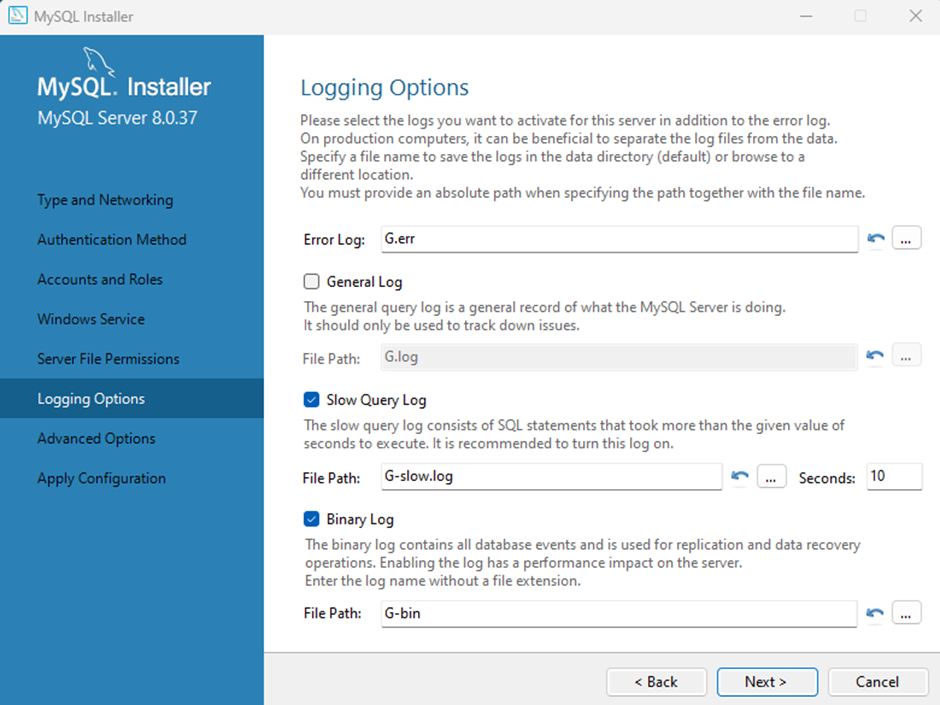 MySQL Installer
MySQL. Installer
MySQL Server 8.0.37
Type and Networking
Authentication Method
Accounts and Roles
Windows Service
Server File Permissions
Logging Options
Advanced Options
Apply Configuration
Logging Options
Please select the logs you want to activate for this server in addition to the error log.
On production computers, it can be beneficial to separate the log files from the data.
Specify a file name to save the logs in the data directory (default) or browse to a
different location.
You must provide an absolute path when specifying the path together with the file name.
Error Log: G.err ...
General Log
The general query log is a general record of what the MySQL Server is doing.
It should only be used to track down issues.
File Path: G.log ...
Slow Query Log
The slow query log consists of SQL statements that took more than the given value of
seconds to execute. It is recommended to turn this log on.
File Path: G-slow.log ... Seconds: 10
Binary Log
The binary log contains all database events and is used for replication and data recovery
operations. Enabling the log has a performance impact on the server.
Enter the log name without a file extension.
File Path: G-bin ...
< Back Next > Cancel